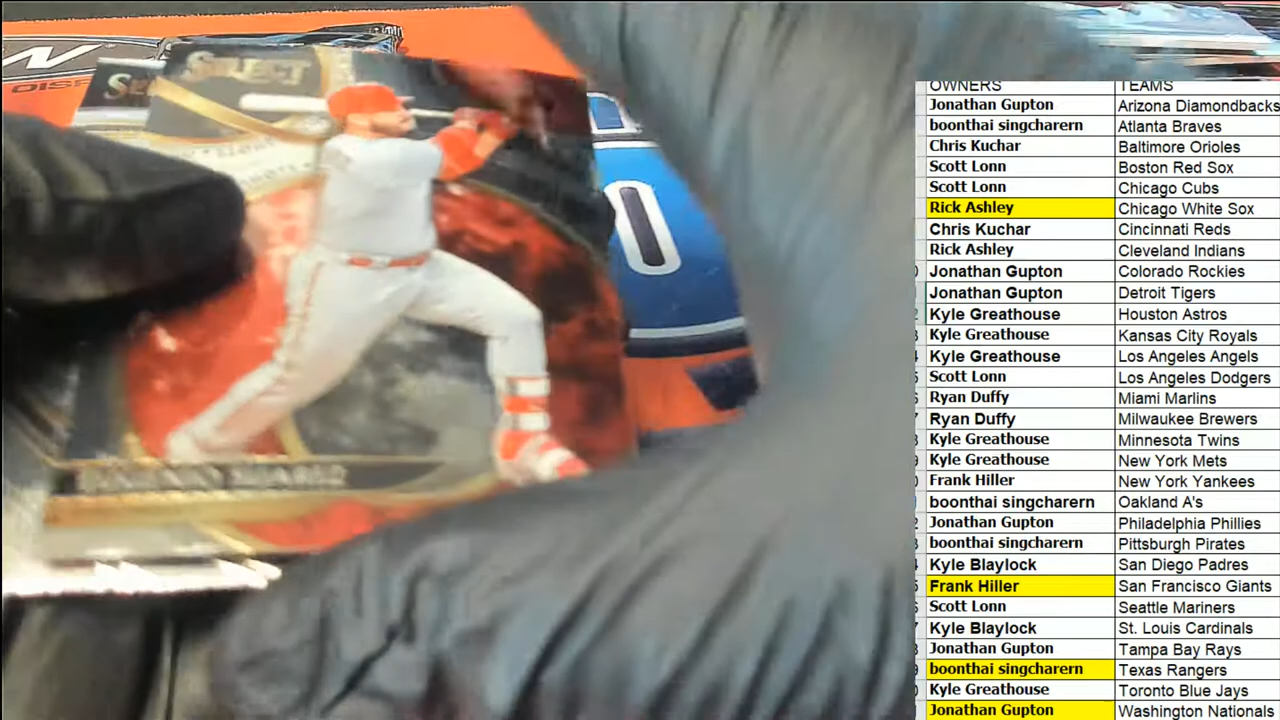 OWNERS TEAMS
Jonathan Gupton Arizona Diamondbacks
boonthai singcharern Atlanta Braves
Chris Kuchar Baltimore Orioles
Scott Lonn Boston Red Sox
Scott Lonn Chicago Cubs
Rick Ashley Chicago White Sox
Chris Kuchar Cincinnati Reds
Rick Ashley Cleveland Indians
Jonathan Gupton Colorado Rockies
Jonathan Gupton Detroit Tigers
Kyle Greathouse Houston Astros
Kyle Greathouse Kansas City Royals
Kyle Greathouse Los Angeles Angels
Scott Lonn Los Angeles Dodgers
Ryan Duffy Miami Marlins
Ryan Duffy Milwaukee Brewers
Kyle Greathouse Minnesota Twins
Kyle Greathouse New York Mets
Frank Hiller New York Yankees
boonthai singcharern Oakland A's
Jonathan Gupton Philadelphia Phillies
boonthai singcharern Pittsburgh Pirates
Kyle Blaylock San Diego Padres
Frank Hiller San Francisco Giants
Scott Lonn Seattle Mariners
Kyle Blaylock St. Louis Cardinals
Jonathan Gupton Tampa Bay Rays
boonthai singcharern Texas Rangers
Kyle Greathouse Toronto Blue Jays
Jonathan Gupton Washington Nationals
SELECT
0